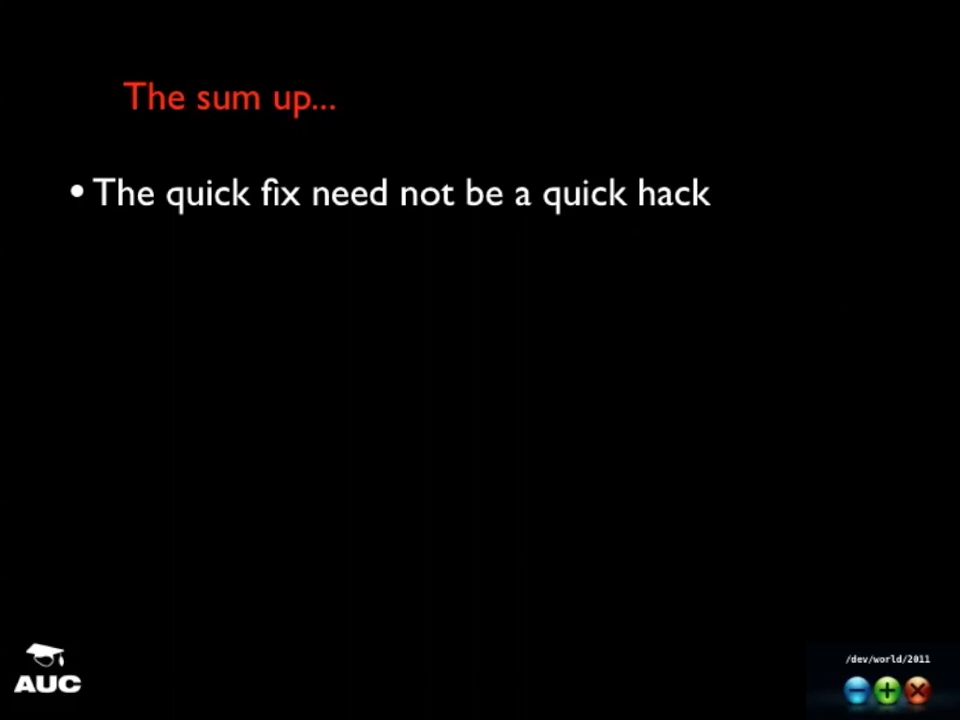 The sum up...
• The quick fix need not be a quick hack
AUC
/dev/world/2011